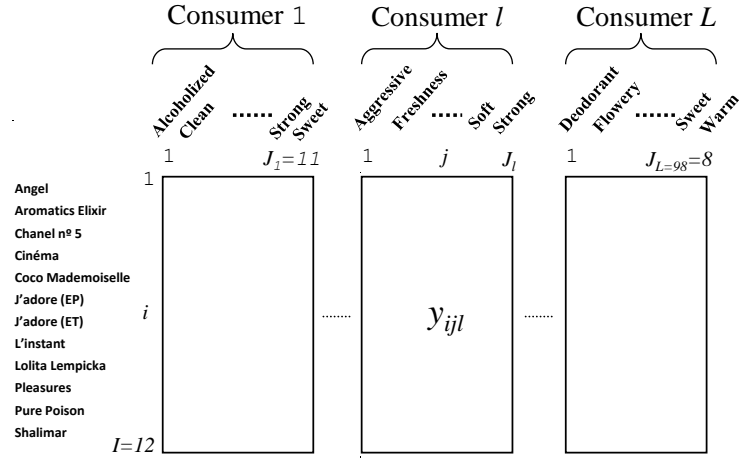 Consumer 1 Consumer l Consumer L
Alcoholized Clean ...... Strong Sweet Aggressive Freshness ...... Soft Strong Deodorant Flowery ...... Sweet Warm
1 J1=11 1 j Jl 1 JL=98=8
1
Angel
Aromatics Elixir
Chanel nº 5
Cinéma
Coco Mademoiselle
J'adore (EP)
i ........ yijl ........
J'adore (ET)
L'instant
Lolita Lempicka
Pleasures
Pure Poison
Shalimar
I=12